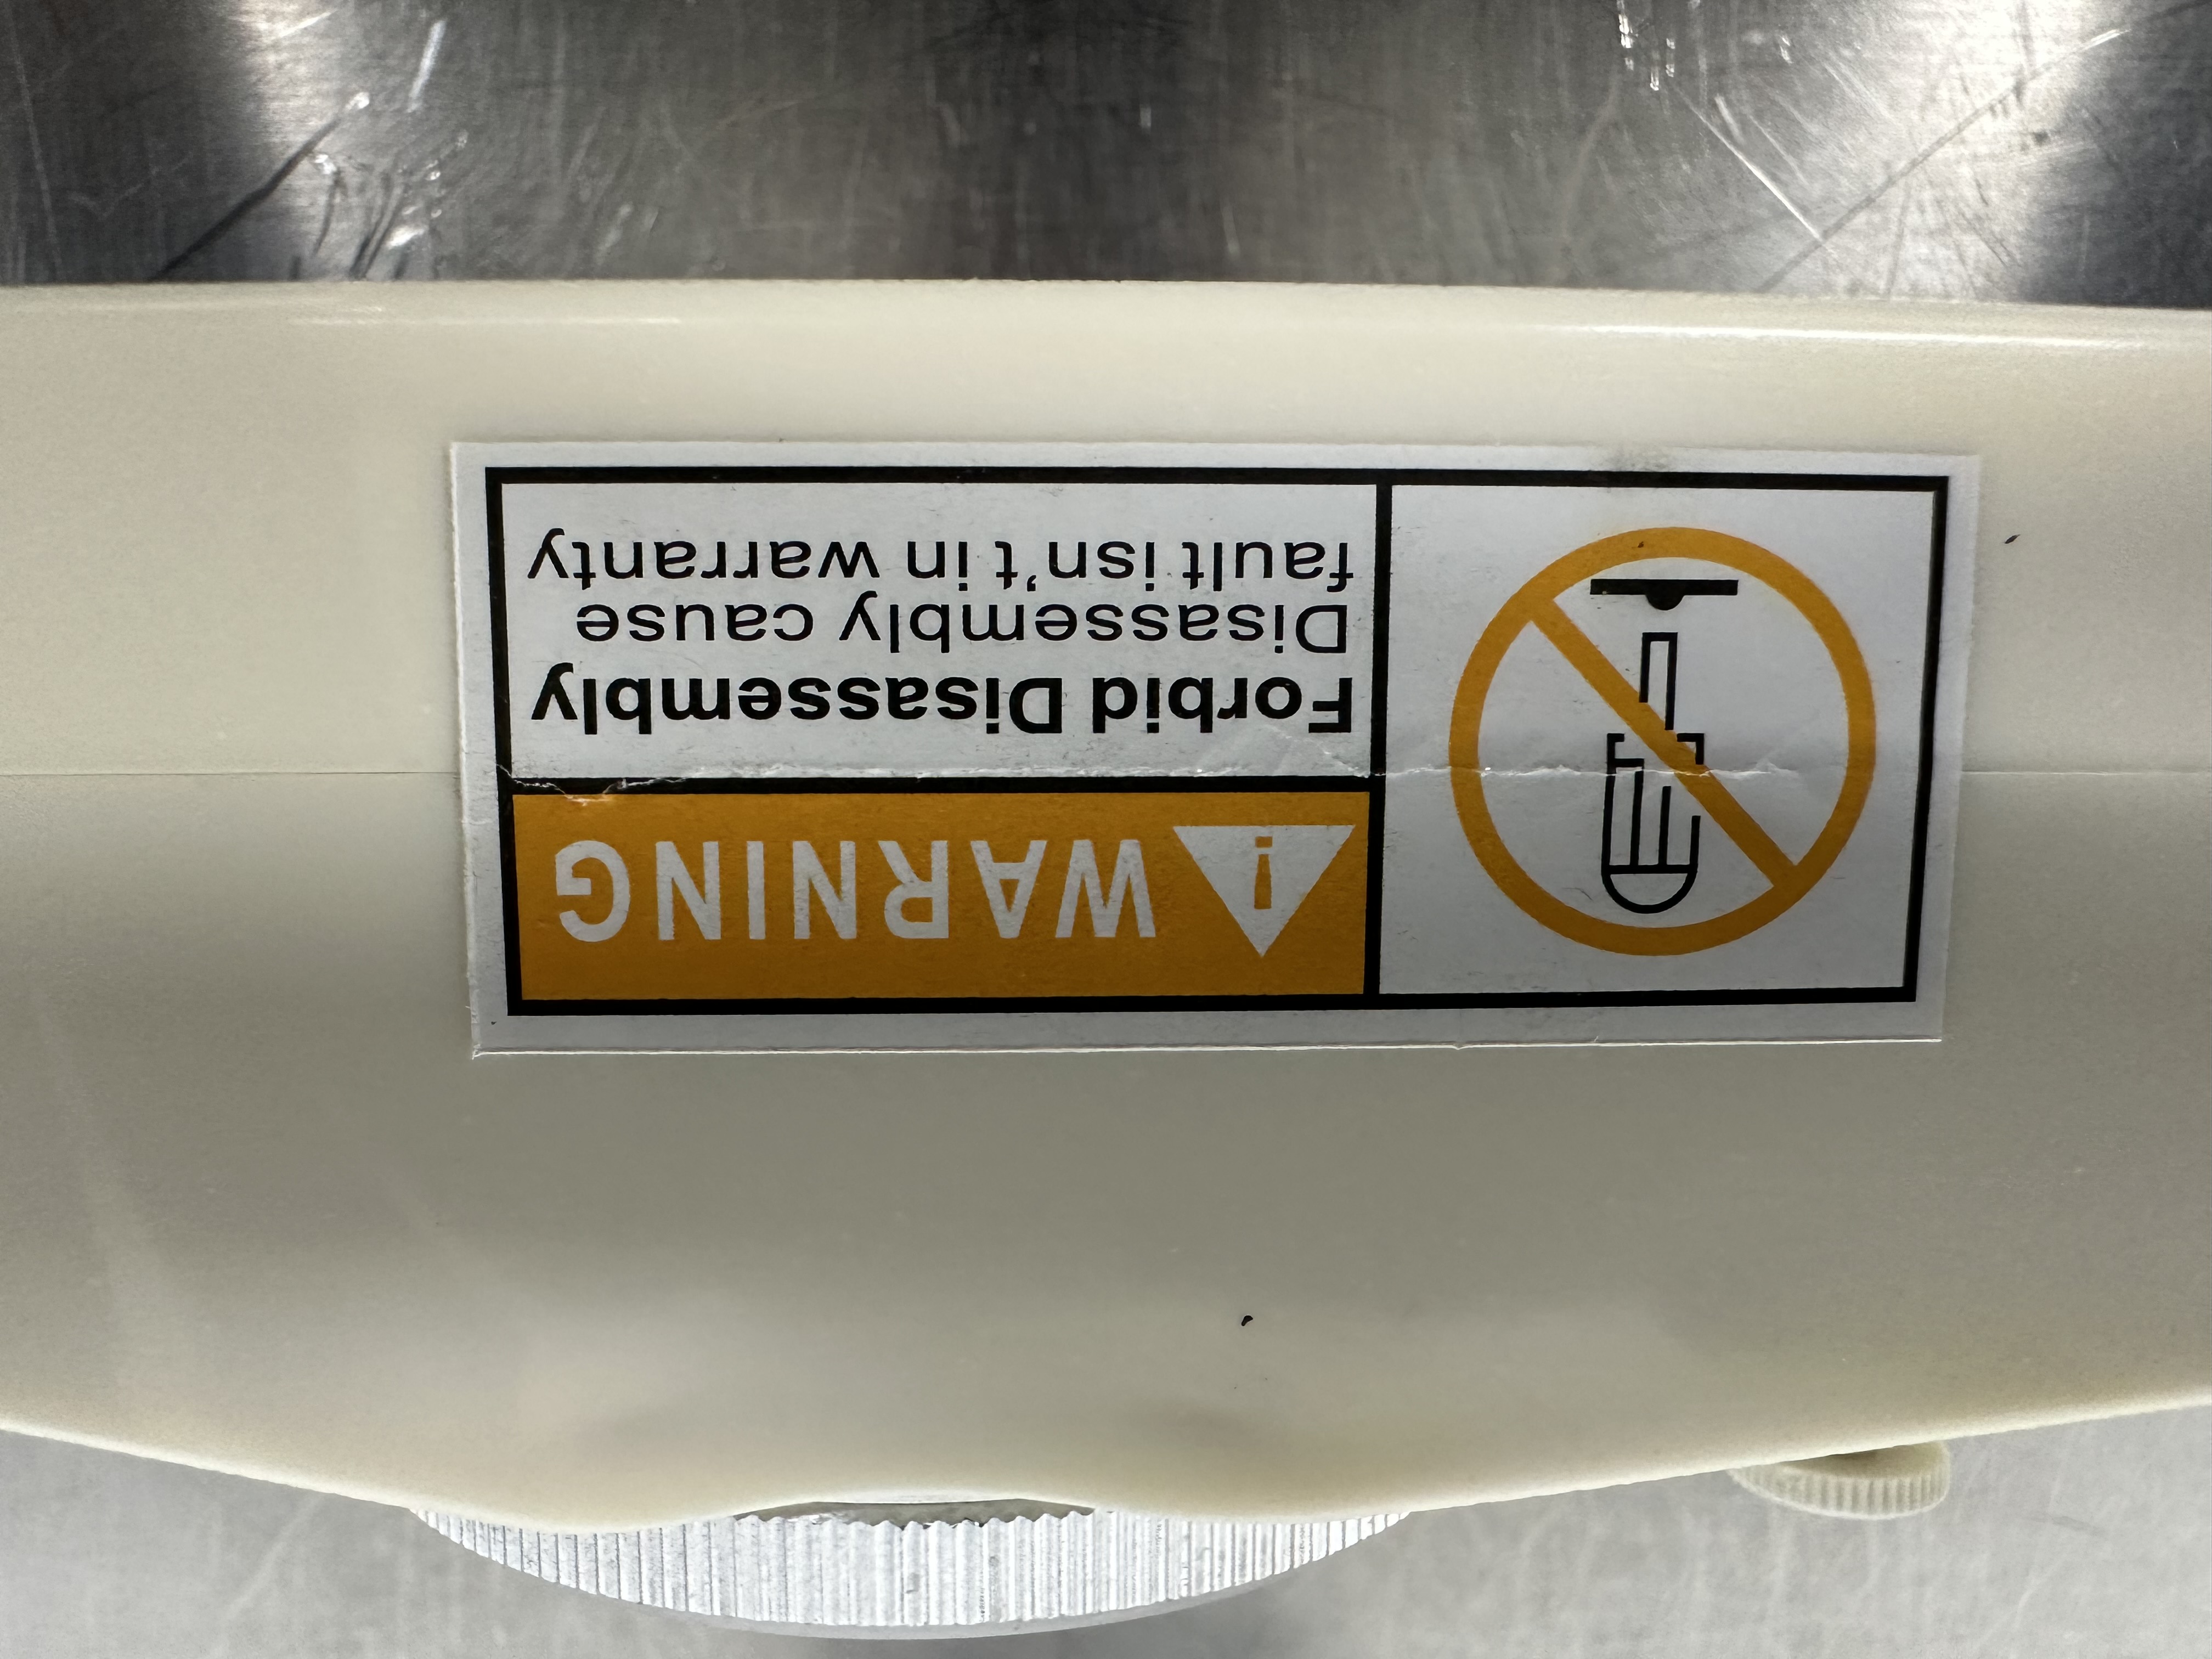 ! WARNING
Forbid Disassembly
Disassembly cause
fault isn't in warranty